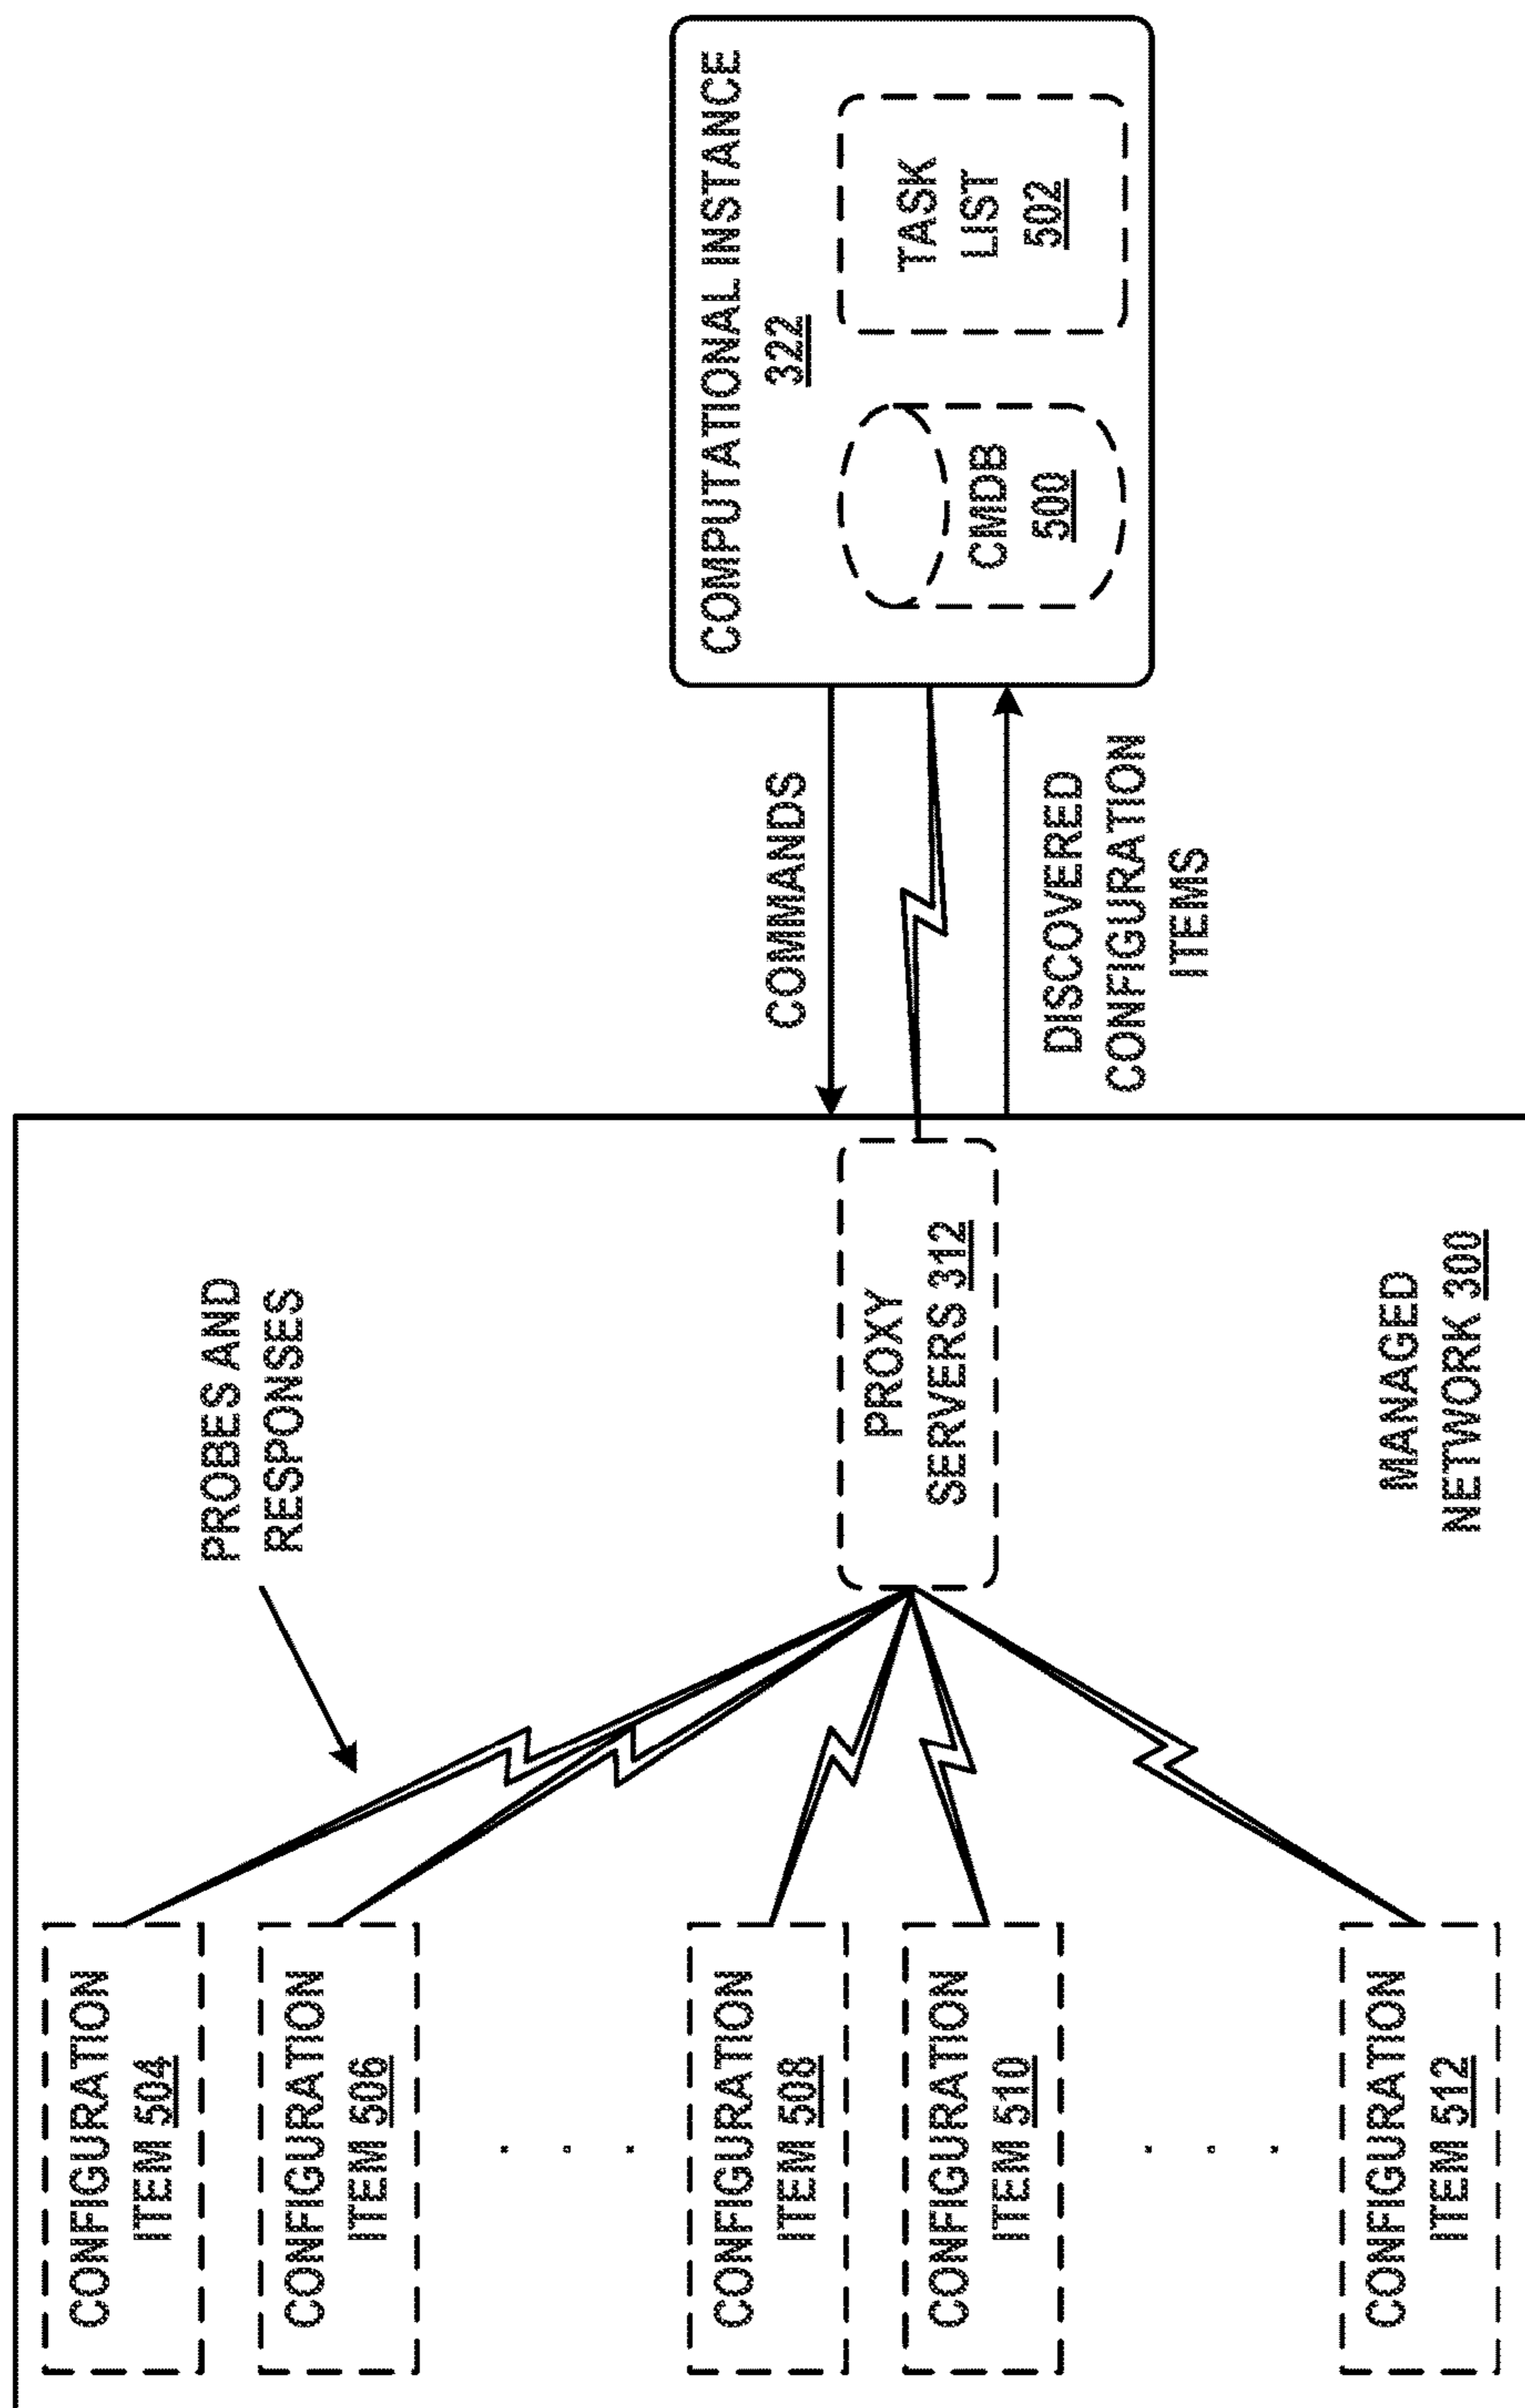 CONFIGURATION
ITEM 504
CONFIGURATION
ITEM 506
CONFIGURATION
ITEM 508
CONFIGURATION
ITEM 510
CONFIGURATION
ITEM 512
PROBES AND
RESPONSES
PROXY
SERVERS 312
MANAGED
NETWORK 300
COMMANDS
DISCOVERED
CONFIGURATION
ITEMS
COMPUTATIONAL INSTANCE
322
CMDB
500
TASK
LIST
502